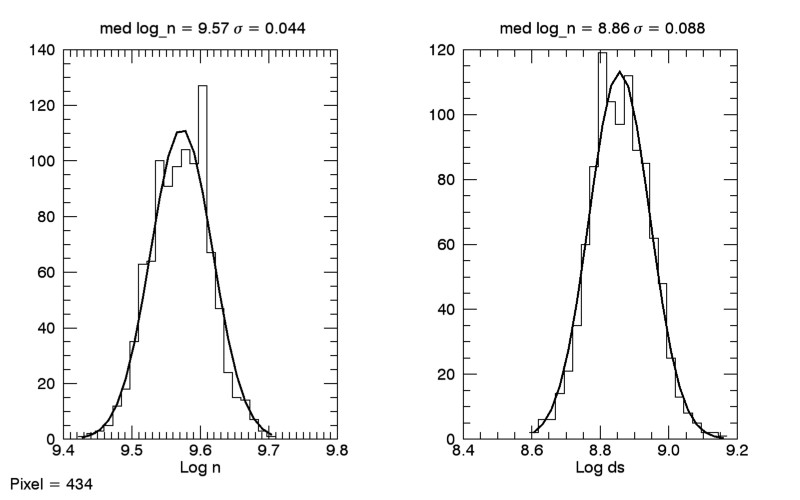 med log_n = 9.57 σ = 0.044
140
120
100
80
60
40
20
0
9.4 9.5 9.6 9.7 9.8
Log n
med log_n = 8.86 σ = 0.088
120
100
80
60
40
20
0
8.4 8.6 8.8 9.0 9.2
Log ds
Pixel = 434